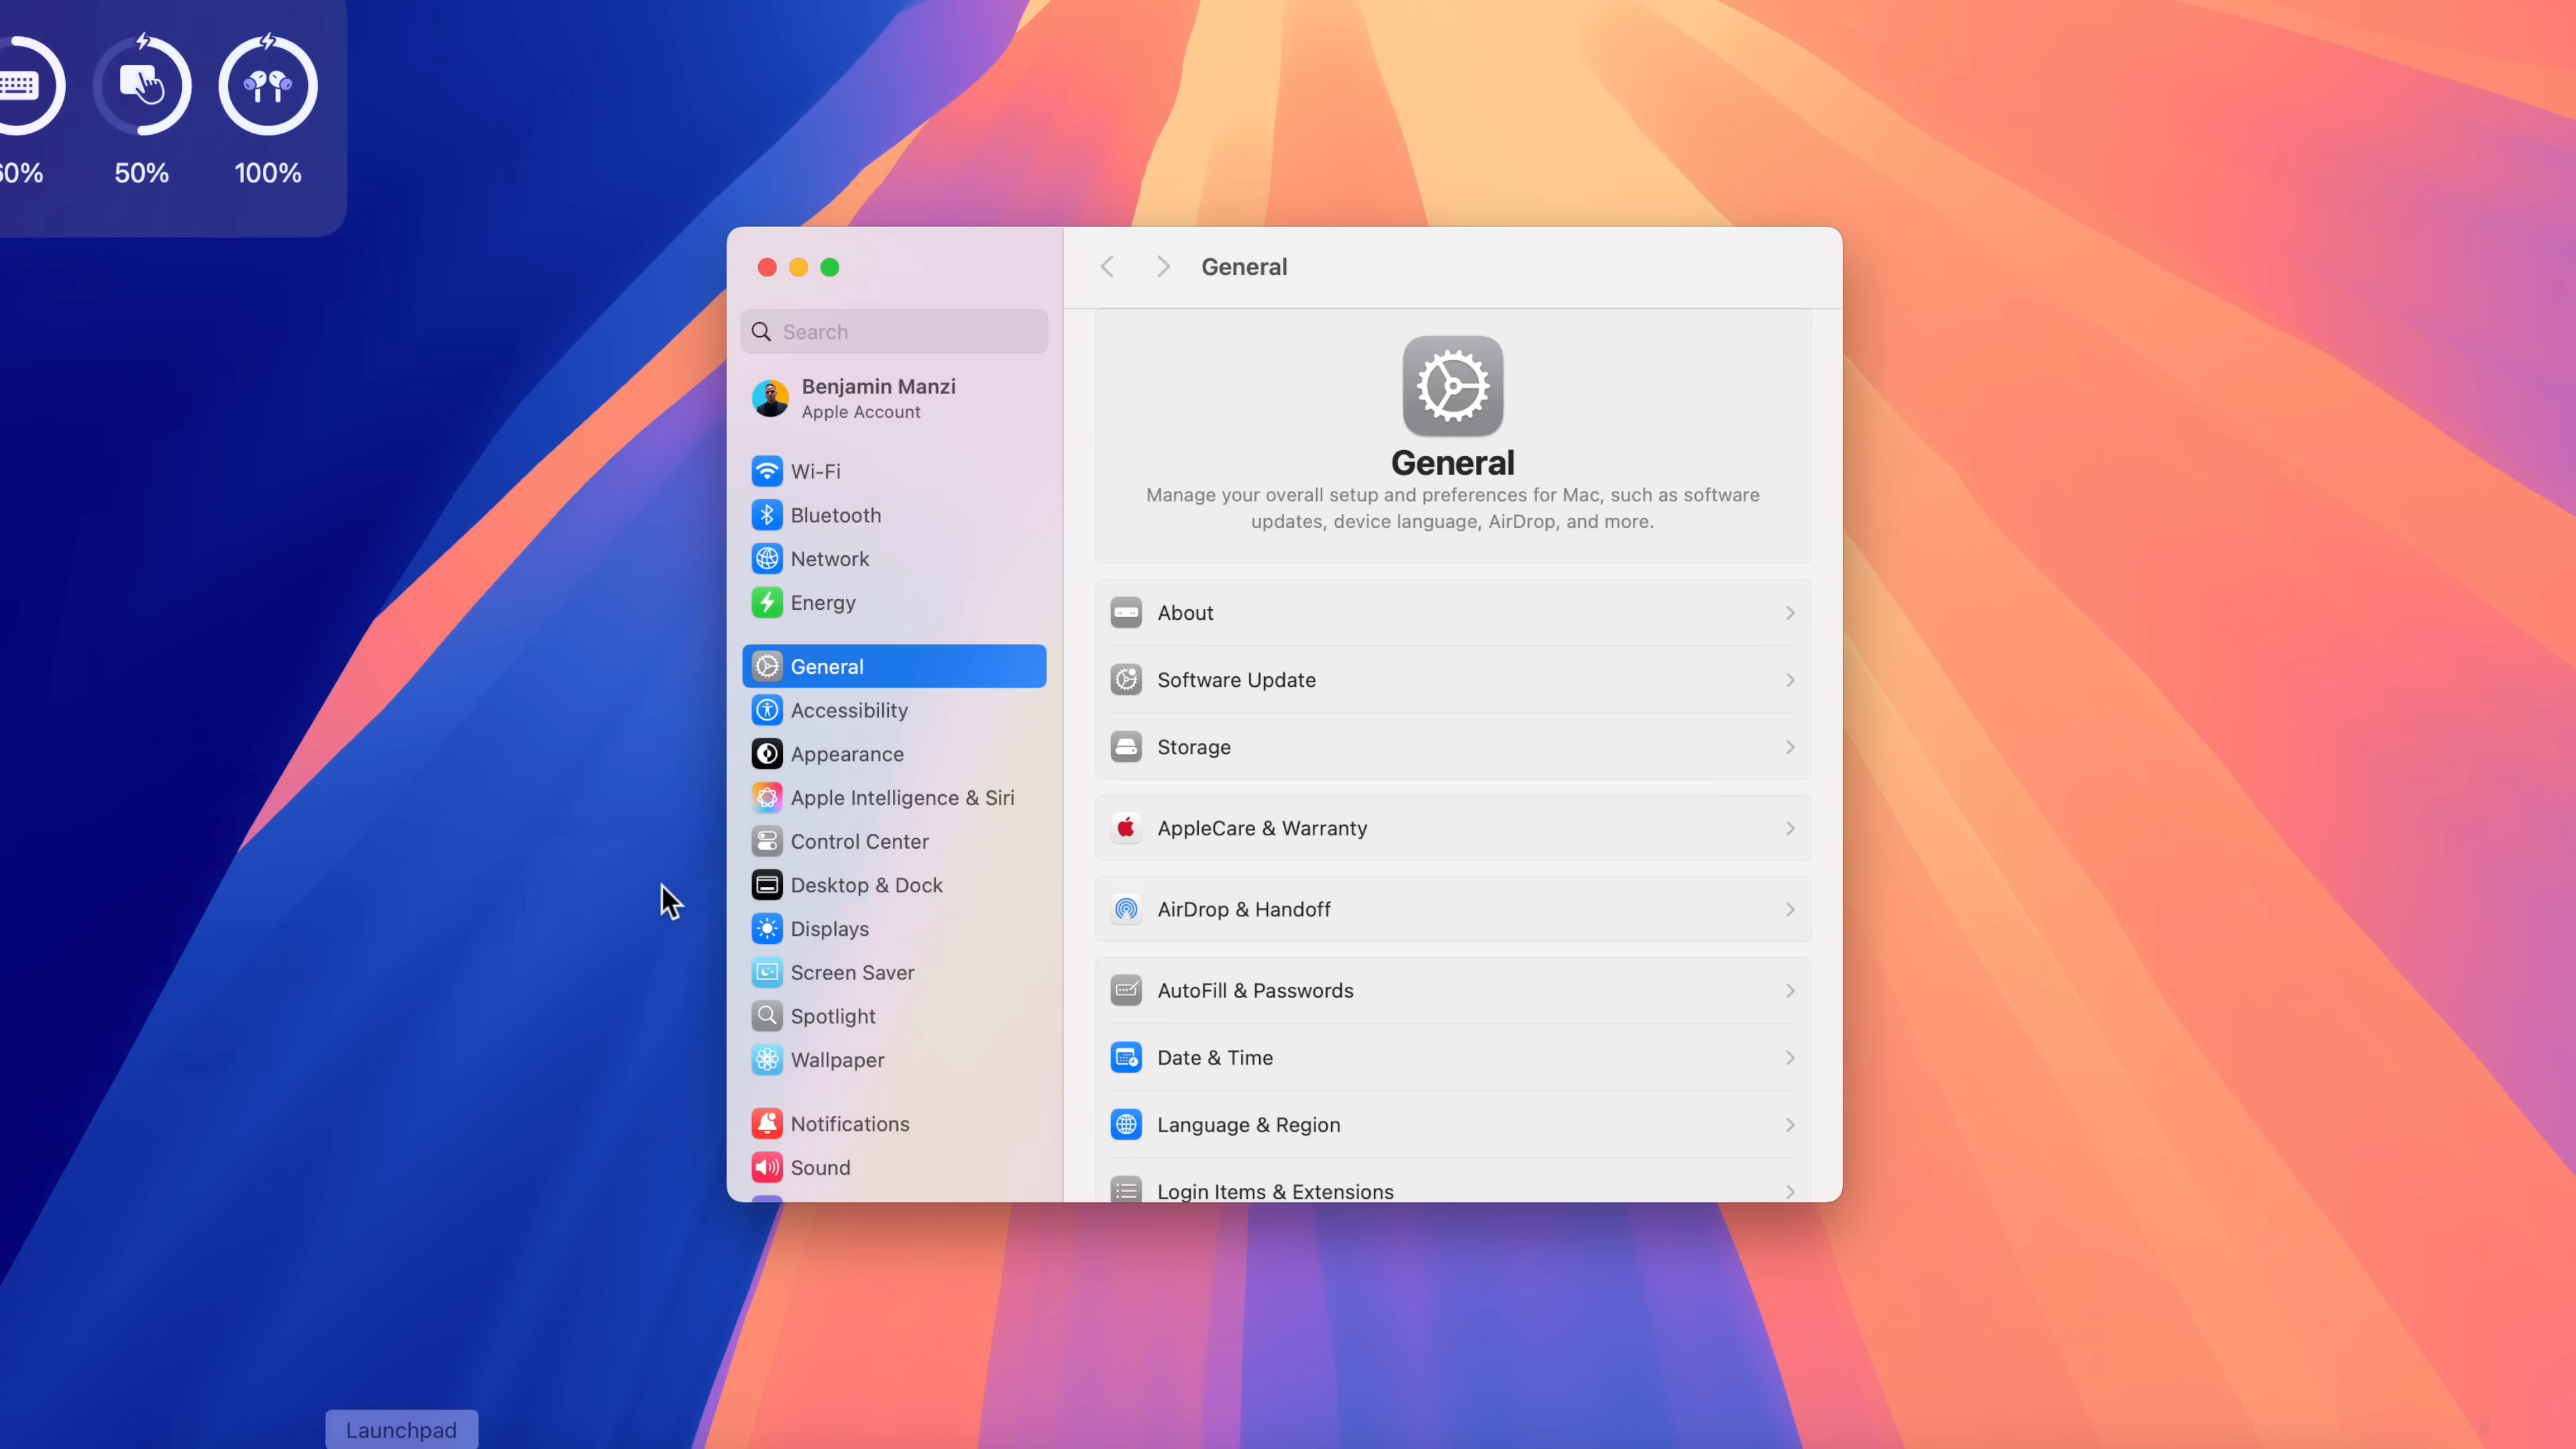 50%
100%
General
Search
Benjamin Manzi
Apple Account
Wi-Fi
Bluetooth
Network
Energy
General
Accessibility
Appearance
Apple Intelligence & Siri
Control Center
Desktop & Dock
Displays
Screen Saver
Spotlight
Wallpaper
Notifications
Sound
General
Manage your overall setup and preferences for Mac, such as software
updates, device language, AirDrop, and more.
About
Software Update
Storage
AppleCare & Warranty
AirDrop & Handoff
AutoFill & Passwords
Date & Time
Language & Region
Login Items & Extensions
Launchpad